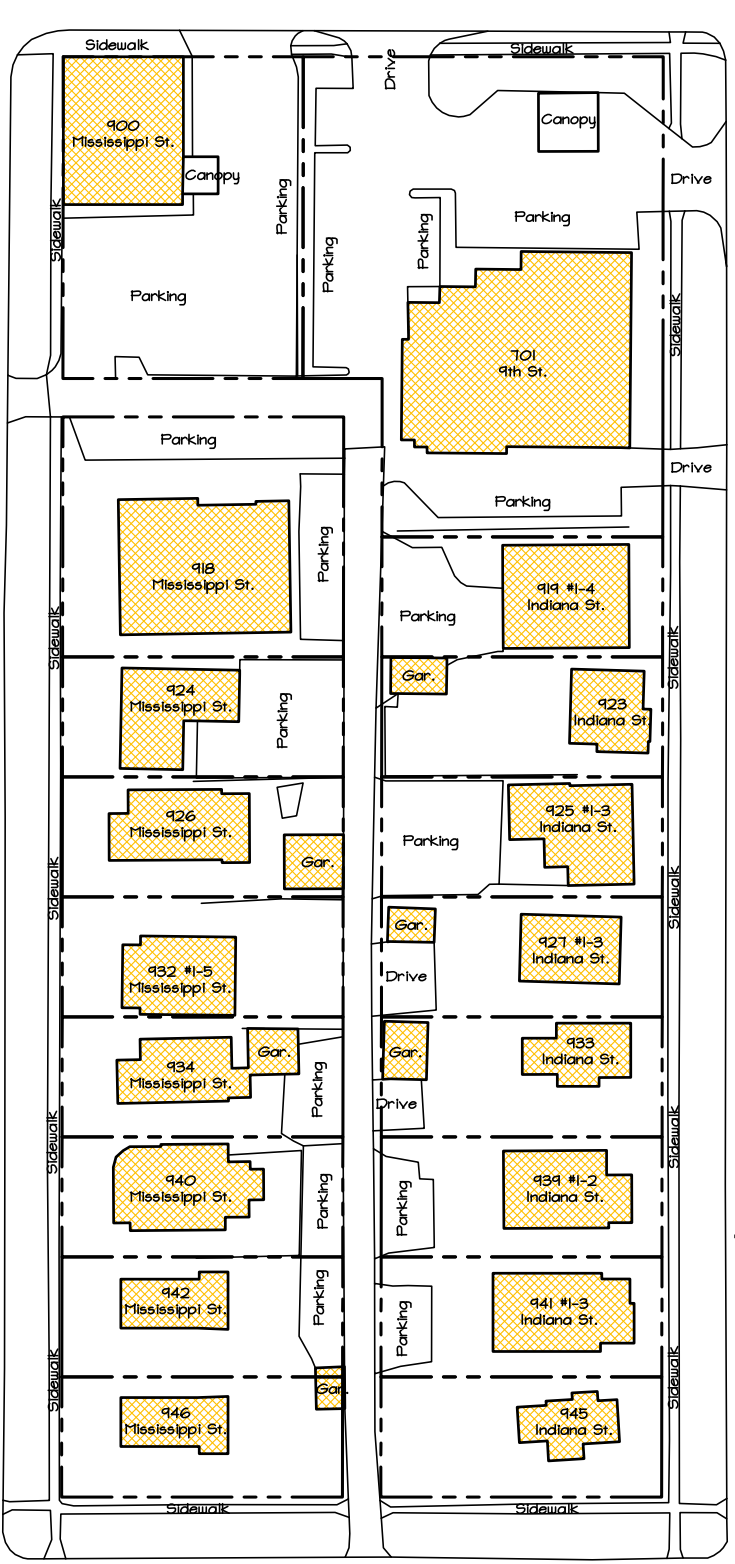 Sidewalk
Sidewalk
Drive
900
Mississippi St.
Canopy
Canopy
Drive
Sidewalk
Parking
Parking
Parking
Parking
Parking
Sidewalk
701
9th St.
Parking
Drive
Parking
Parking
918
Mississippi St.
919 #1-4
Indiana St.
Parking
Sidewalk
Sidewalk
Gar.
924
Mississippi St.
Parking
923
Indiana St.
926
Mississippi St.
925 #1-3
Indiana St.
Parking
Gar.
Sidewalk
Sidewalk
Gar.
927 #1-3
Indiana St.
932 #1-5
Mississippi St.
Drive
Gar.
Gar.
933
Indiana St.
934
Mississippi St.
Parking
Drive
Sidewalk
Sidewalk
940
Mississippi St.
Parking
Parking
939 #1-2
Indiana St.
942
Mississippi St.
Parking
Parking
941 #1-3
Indiana St.
Sidewalk
Sidewalk
Gar.
946
Mississippi St.
945
Indiana St.
Sidewalk
Sidewalk